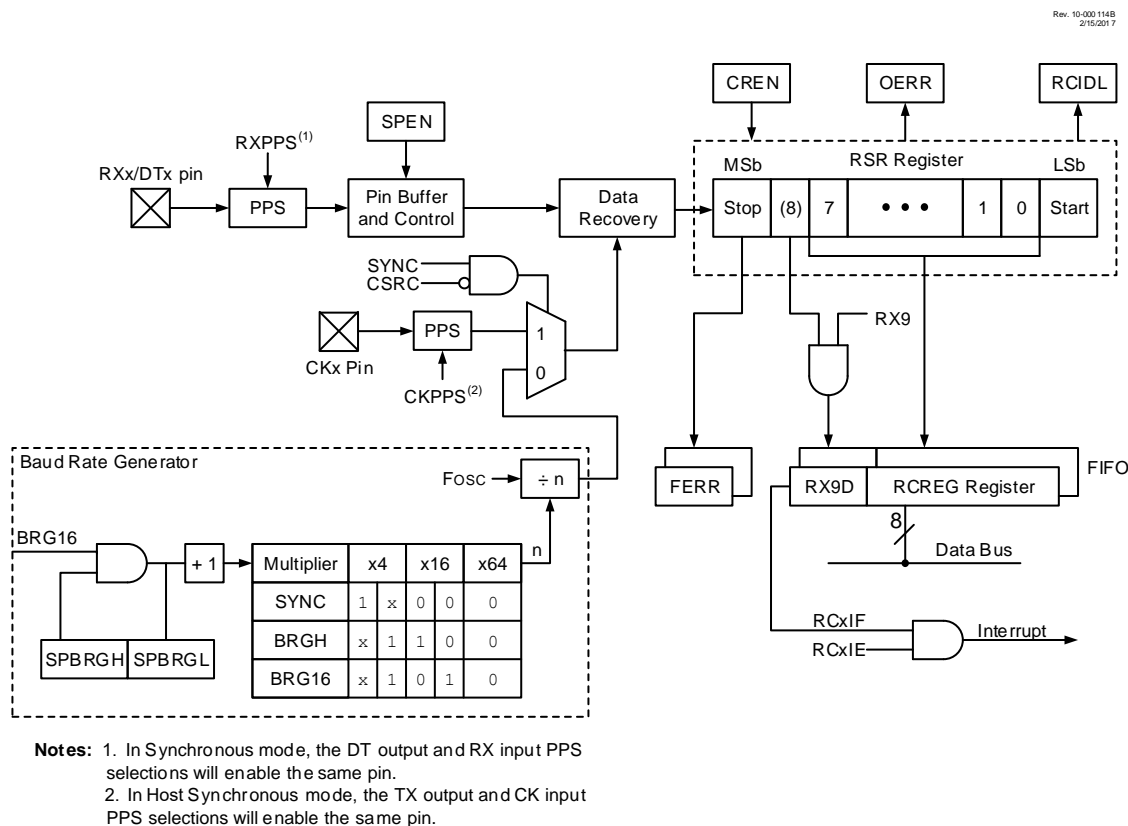 Rev. 10-000 114B
2/15/201 7
CREN
OERR
RCIDL
SPEN
RXPPS(1)
RXx/DTx pin
PPS
Pin Buffer
and Control
Data
Recovery
MSb
RSR Register
LSb
Stop (8) 7 • • • 1 0 Start
SYNC
CSRC
PPS
CKx Pin
CKPPS(2)
1
0
RX9
Baud Rate Generator
Fosc
÷ n
n
BRG16
+ 1
SPBRGH SPBRGL
Multiplier x4 x16 x64
SYNC 1 x 0 0 0
BRGH x 1 1 0 0
BRG16 x 1 0 1 0
FERR
RX9D
RCREG Register
FIFO
8
Data Bus
RCxIF
RCxIE
Interrupt
Notes: 1. In Synchronous mode, the DT output and RX input PPS
selections will enable the same pin.
2. In Host Synchronous mode, the TX output and CK input
PPS selections will enable the same pin.